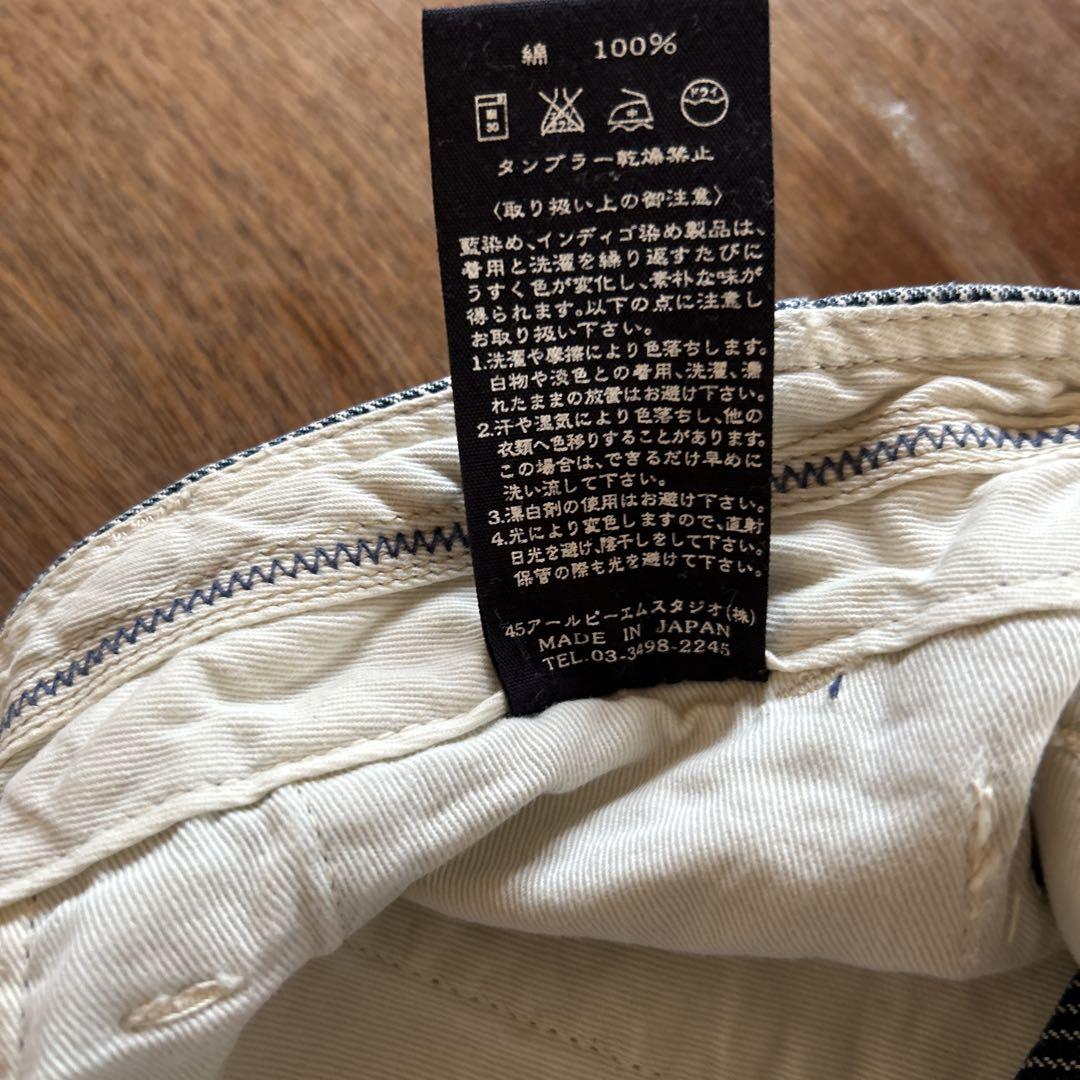 綿 100%
30 中 ドライ
タンブラー乾燥禁止
〈取り扱い上の御注意〉
藍染め、インディゴ染め製品は、
着用と洗濯を繰り返すたびに
うすく色が変化し、素朴な味が
得られます。以下の点に注意し
お取り扱い下さい。
1.洗濯や摩擦により色落ちします。
白物や淡色との着用、洗濯、濡
れたままの放置はお避け下さい。
2.汗や湿気により色落ちし、他の
衣類へ色移りすることがあります。
この場合は、できるだけ早めに
洗い流して下さい。
3.漂白剤の使用はお避け下さい。
4.光により変色しますので、直射
日光を避け、陰干しをして下さい。
保管の際も光を避けて下さい。
45アールピーエムスタジオ(株)
MADE IN JAPAN
TEL.03-3498-2245